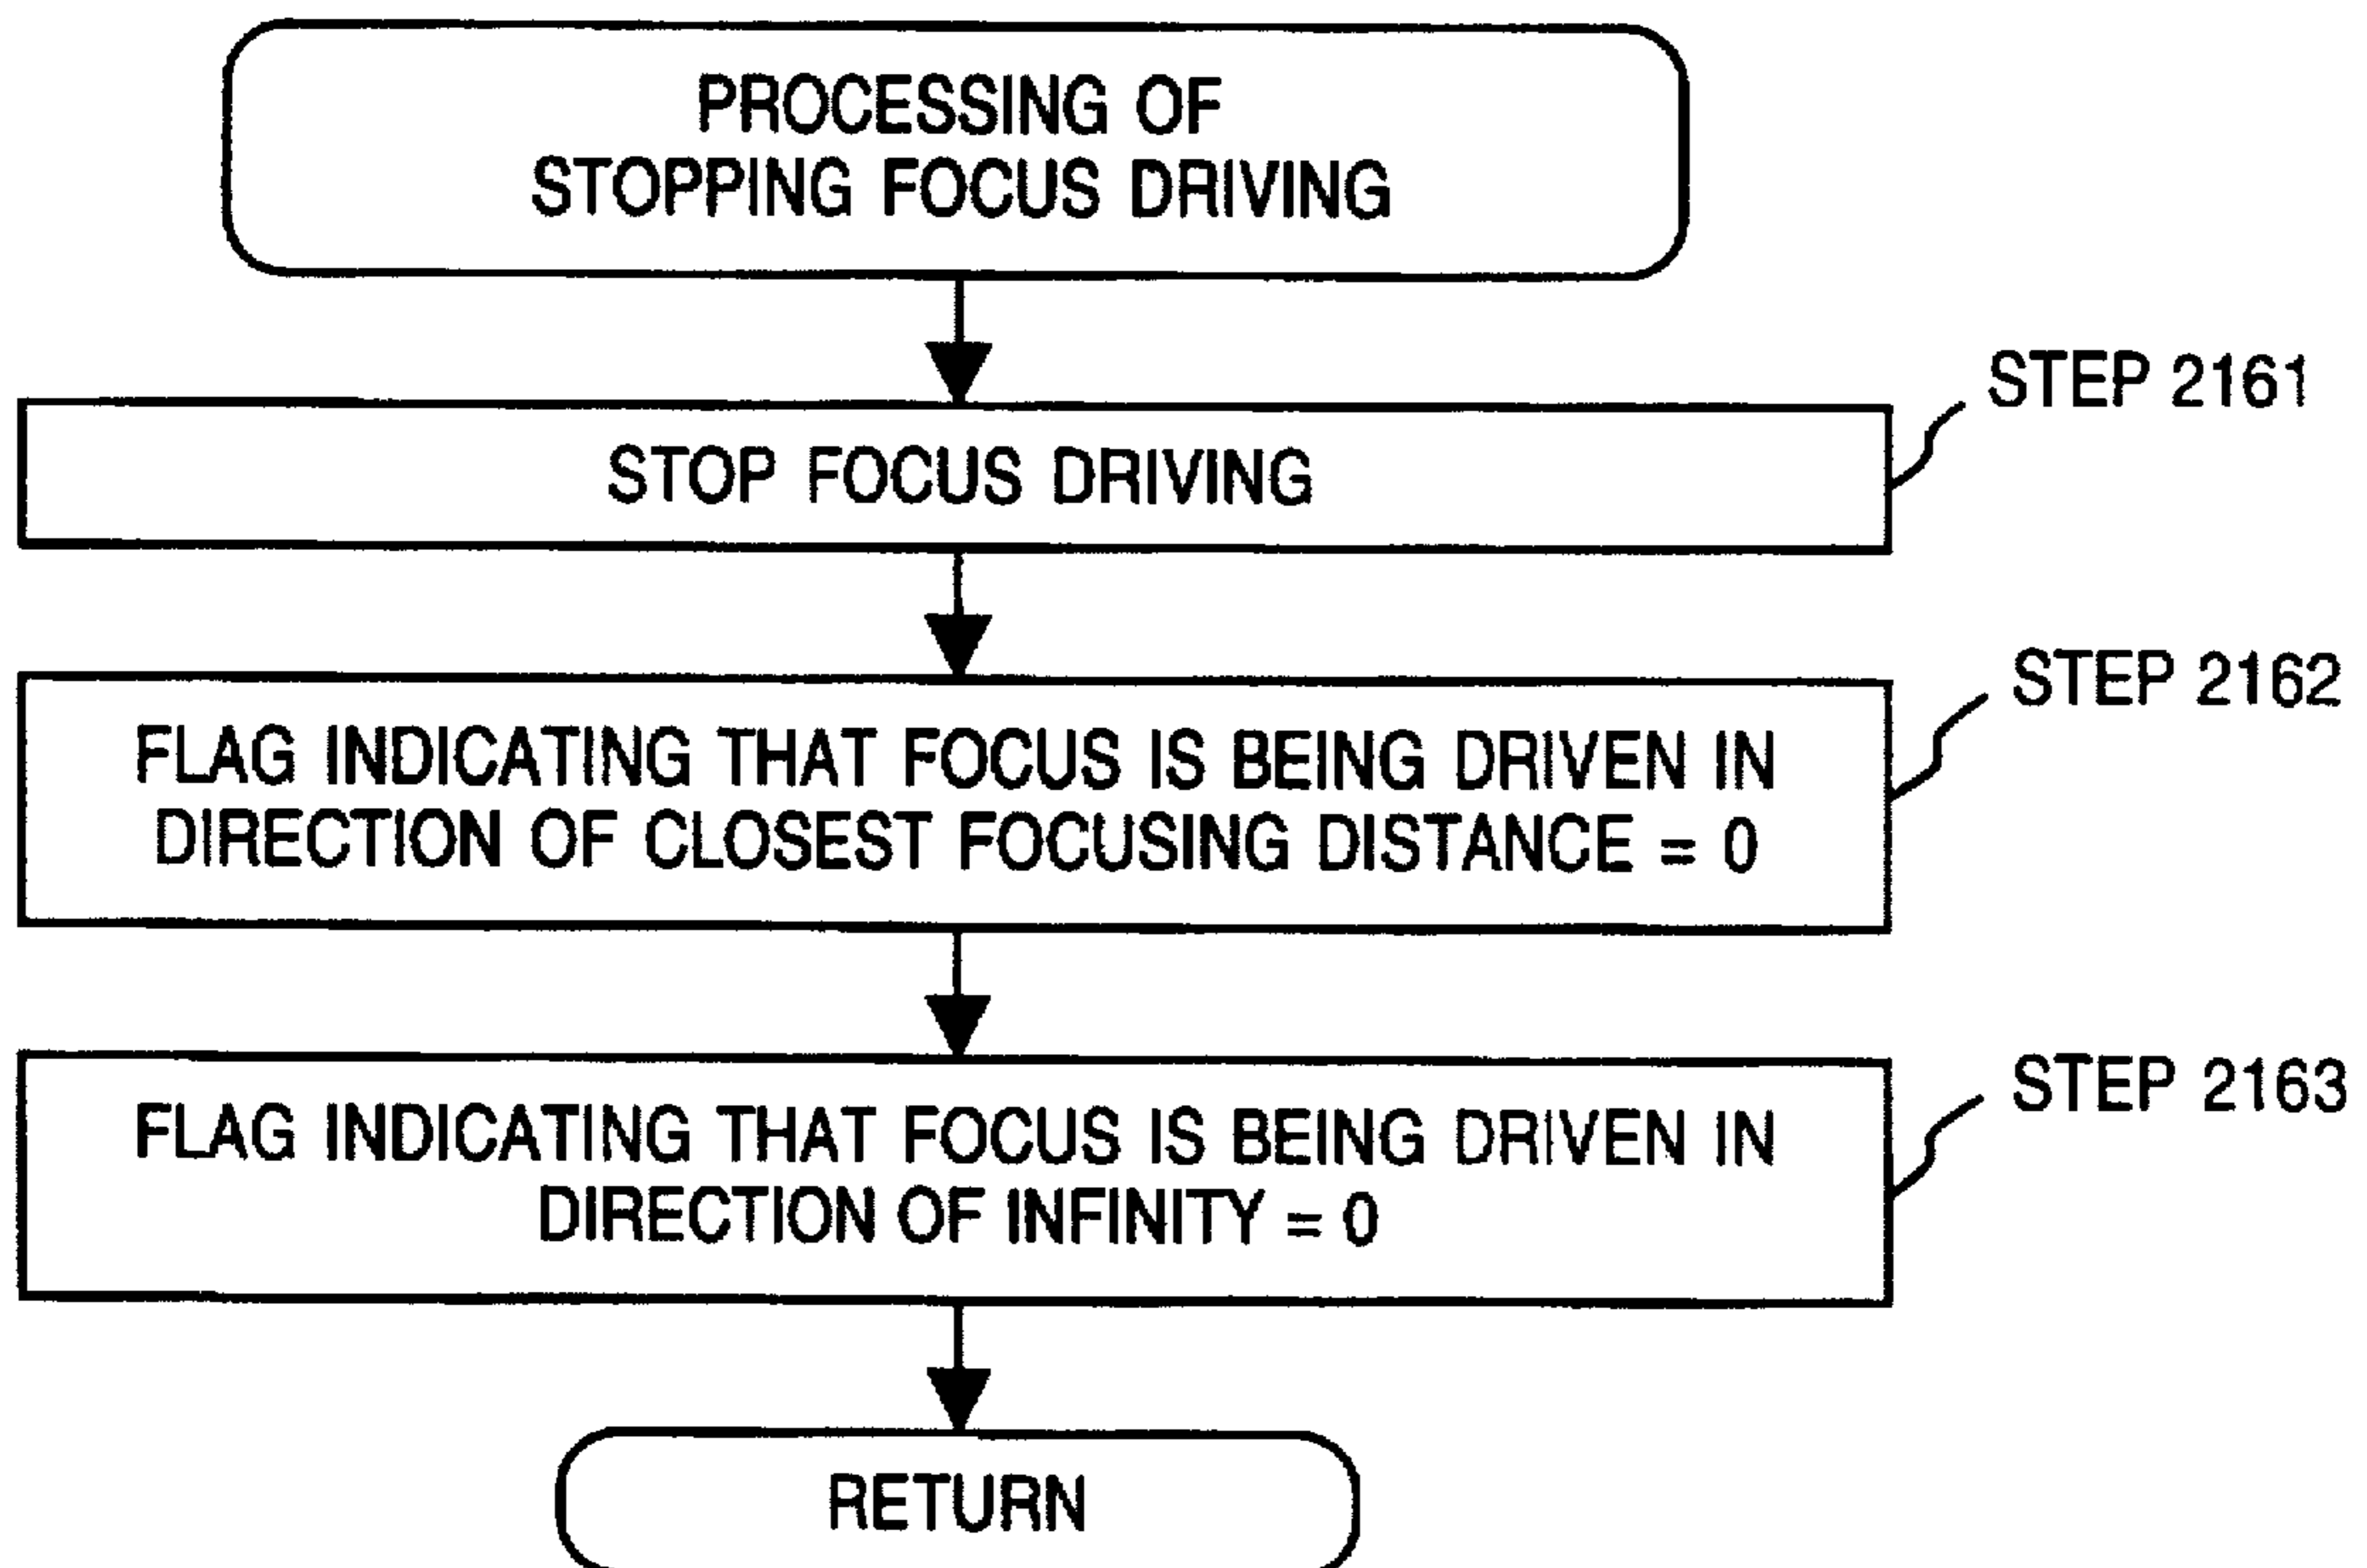 PROCESSING OF
STOPPING FOCUS DRIVING
STEP 2161
STOP FOCUS DRIVING
STEP 2162
FLAG INDICATING THAT FOCUS IS BEING DRIVEN IN
DIRECTION OF CLOSEST FOCUSING DISTANCE = 0
STEP 2163
FLAG INDICATING THAT FOCUS IS BEING DRIVEN IN
DIRECTION OF INFINITY = 0
RETURN